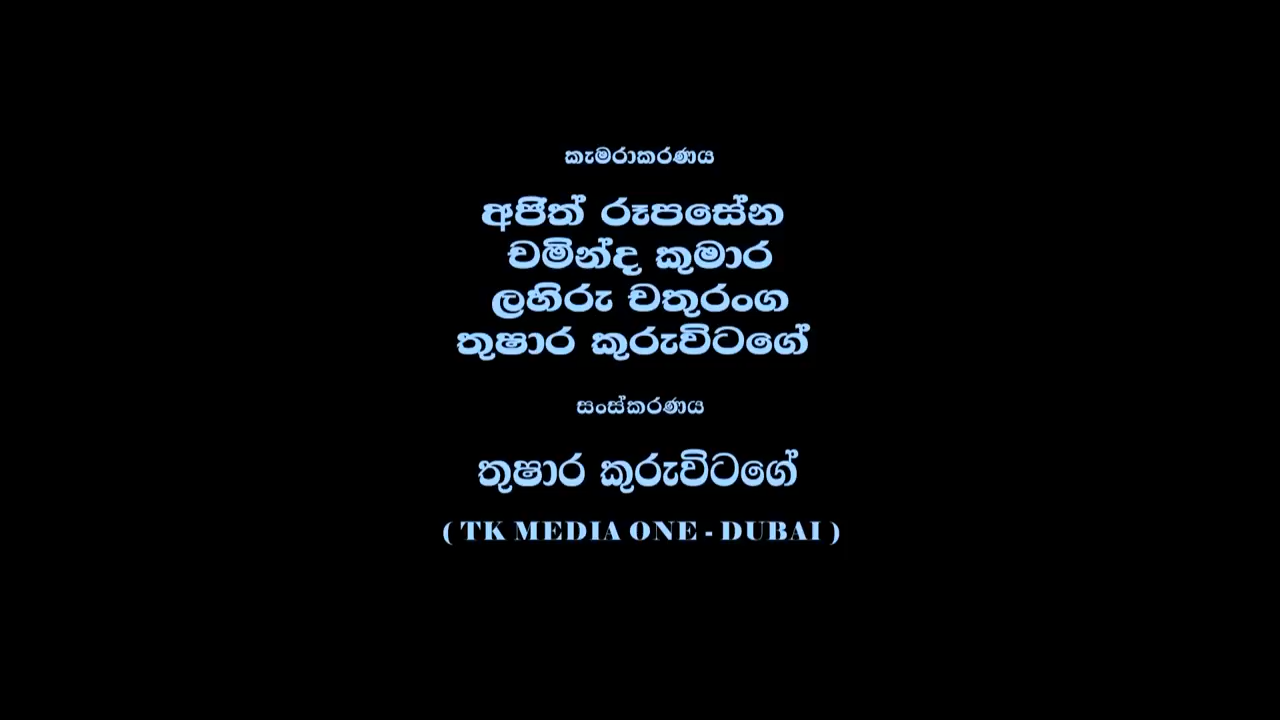 කැමරාකරණය
අජිත් රූපසේන
චමින්ද කුමාර
ලහිරු චතුරංග
තුෂාර කුරුවිටගේ
සංස්කරණය
තුෂාර කුරුවිටගේ
( TK MEDIA ONE - DUBAI )